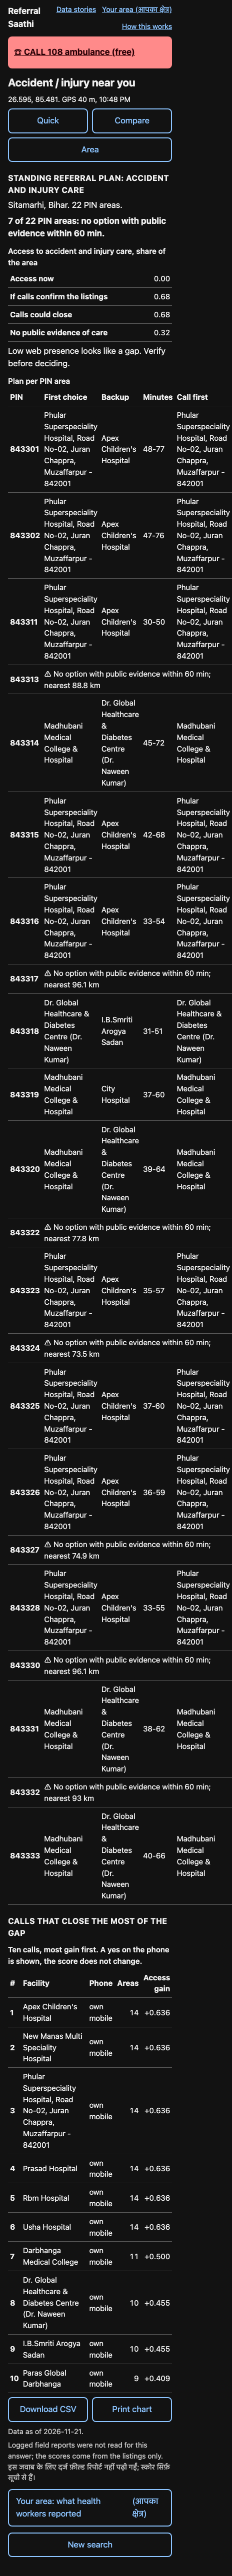 Referral Saathi
Data stories
Your area (आपका क्षेत्र)
How this works
☎ CALL 108 ambulance (free)
Accident / injury near you
26.595, 85.481. GPS 40 m, 10:48 PM
Quick
Compare
Area
STANDING REFERRAL PLAN: ACCIDENT
AND INJURY CARE
Sitamarhi, Bihar. 22 PIN areas.
7 of 22 PIN areas: no option with public
evidence within 60 min.
Access to accident and injury care, share of
the area
Access now 0.00
If calls confirm the listings 0.68
Calls could close 0.68
No public evidence of care 0.32
Low web presence looks like a gap. Verify
before deciding.
Plan per PIN area
PIN First choice Backup Minutes Call first
843301 Phular Superspeciality Hospital, Road No-02, Juran Chappra, Muzaffarpur - 842001 Apex Children's Hospital 48-77 Phular Superspeciality Hospital, Road No-02, Juran Chappra, Muzaffarpur - 842001
843302 Phular Superspeciality Hospital, Road No-02, Juran Chappra, Muzaffarpur - 842001 Apex Children's Hospital 47-76 Phular Superspeciality Hospital, Road No-02, Juran Chappra, Muzaffarpur - 842001
843311 Phular Superspeciality Hospital, Road No-02, Juran Chappra, Muzaffarpur - 842001 Apex Children's Hospital 30-50 Phular Superspeciality Hospital, Road No-02, Juran Chappra, Muzaffarpur - 842001
843313 ⚠ No option with public evidence within 60 min; nearest 88.8 km
843314 Madhubani Medical College & Hospital Dr. Global Healthcare & Diabetes Centre (Dr. Naween Kumar) 45-72 Madhubani Medical College & Hospital
843315 Phular Superspeciality Hospital, Road No-02, Juran Chappra, Muzaffarpur - 842001 Apex Children's Hospital 42-68 Phular Superspeciality Hospital, Road No-02, Juran Chappra, Muzaffarpur - 842001
843316 Phular Superspeciality Hospital, Road No-02, Juran Chappra, Muzaffarpur - 842001 Apex Children's Hospital 33-54 Phular Superspeciality Hospital, Road No-02, Juran Chappra, Muzaffarpur - 842001
843317 ⚠ No option with public evidence within 60 min; nearest 96.1 km
843318 Dr. Global Healthcare & Diabetes Centre (Dr. Naween Kumar) I.B.Smriti Arogya Sadan 31-51 Dr. Global Healthcare & Diabetes Centre (Dr. Naween Kumar)
843319 Madhubani Medical College & Hospital City Hospital 37-60 Madhubani Medical College & Hospital
843320 Madhubani Medical College & Hospital Dr. Global Healthcare & Diabetes Centre (Dr. Naween Kumar) 39-64 Madhubani Medical College & Hospital
843322 ⚠ No option with public evidence within 60 min; nearest 77.8 km
843323 Phular Superspeciality Hospital, Road No-02, Juran Chappra, Muzaffarpur - 842001 Apex Children's Hospital 35-57 Phular Superspeciality Hospital, Road No-02, Juran Chappra, Muzaffarpur - 842001
843324 ⚠ No option with public evidence within 60 min; nearest 73.5 km
843325 Phular Superspeciality Hospital, Road No-02, Juran Chappra, Muzaffarpur - 842001 Apex Children's Hospital 37-60 Phular Superspeciality Hospital, Road No-02, Juran Chappra, Muzaffarpur - 842001
843326 Phular Superspeciality Hospital, Road No-02, Juran Chappra, Muzaffarpur - 842001 Apex Children's Hospital 36-59 Phular Superspeciality Hospital, Road No-02, Juran Chappra, Muzaffarpur - 842001
843327 ⚠ No option with public evidence within 60 min; nearest 74.9 km
843328 Phular Superspeciality Hospital, Road No-02, Juran Chappra, Muzaffarpur - 842001 Apex Children's Hospital 33-55 Phular Superspeciality Hospital, Road No-02, Juran Chappra, Muzaffarpur - 842001
843330 ⚠ No option with public evidence within 60 min; nearest 96.1 km
843331 Madhubani Medical College & Hospital Dr. Global Healthcare & Diabetes Centre (Dr. Naween Kumar) 38-62 Madhubani Medical College & Hospital
843332 ⚠ No option with public evidence within 60 min; nearest 93 km
843333 Madhubani Medical College & Hospital Dr. Global Healthcare & Diabetes Centre (Dr. Naween Kumar) 40-66 Madhubani Medical College & Hospital
CALLS THAT CLOSE THE MOST OF THE
GAP
Ten calls, most gain first. A yes on the phone
is shown, the score does not change.
# Facility Phone Areas Access gain
1 Apex Children's Hospital own mobile 14 +0.636
2 New Manas Multi Speciality Hospital own mobile 14 +0.636
3 Phular Superspeciality Hospital, Road No-02, Juran Chappra, Muzaffarpur - 842001 own mobile 14 +0.636
4 Prasad Hospital own mobile 14 +0.636
5 Rbm Hospital own mobile 14 +0.636
6 Usha Hospital own mobile 14 +0.636
7 Darbhanga Medical College own mobile 11 +0.500
8 Dr. Global Healthcare & Diabetes Centre (Dr. Naween Kumar) own mobile 10 +0.455
9 I.B.Smriti Arogya Sadan own mobile 10 +0.455
10 Paras Global Darbhanga own mobile 9 +0.409
Download CSV
Print chart
Data as of 2026-11-21.
Logged field reports were not read for this
answer; the scores come from the listings only.
इस जवाब के लिए दर्ज फ़ील्ड रिपोर्ट नहीं पढ़ी गईं; स्कोर सिर्फ़
सूची से हैं।
Your area: what health workers reported
(आपका क्षेत्र)
New search